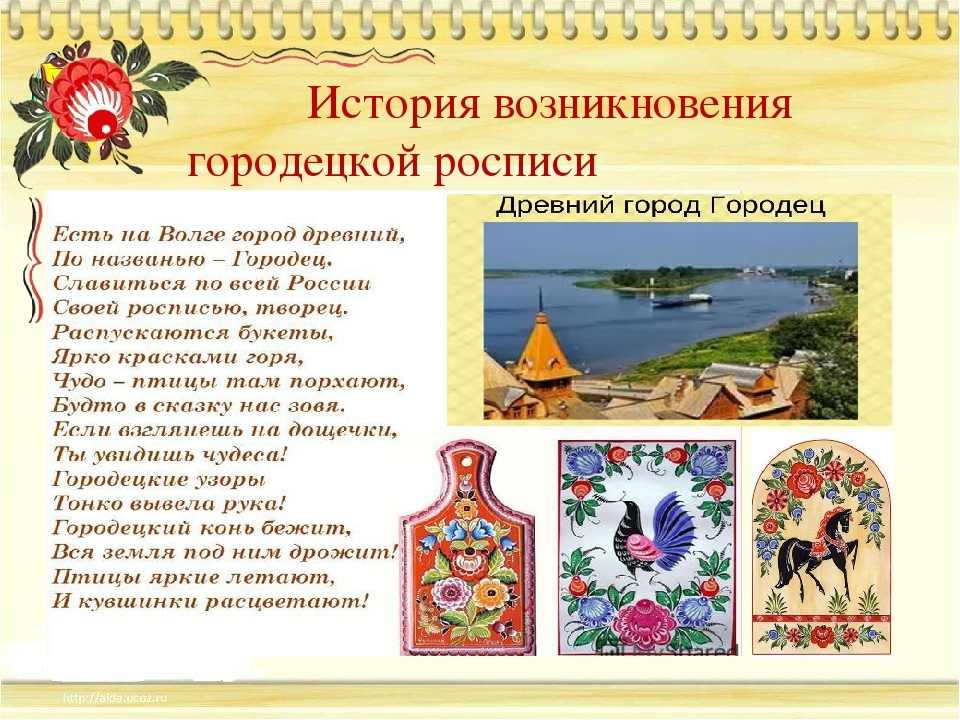 История возникновения
городецкой росписи
Древний город Городец
Есть на Волге город древний,
По названью – Городец.
Славиться по всей России
Своей росписью, творец.
Распускаются букеты,
Ярко красками горя,
Чудо – птицы там порхают,
Будто в сказку нас зовя.
Если взглянешь на дощечки,
Ты увидишь чудеса!
Городецкие узоры
Тонко вывела рука!
Городецкий конь бежит,
Вся земля под ним дрожит!
Птицы яркие летают,
И кувшинки расцветают!
http://aida.ucoz.ru